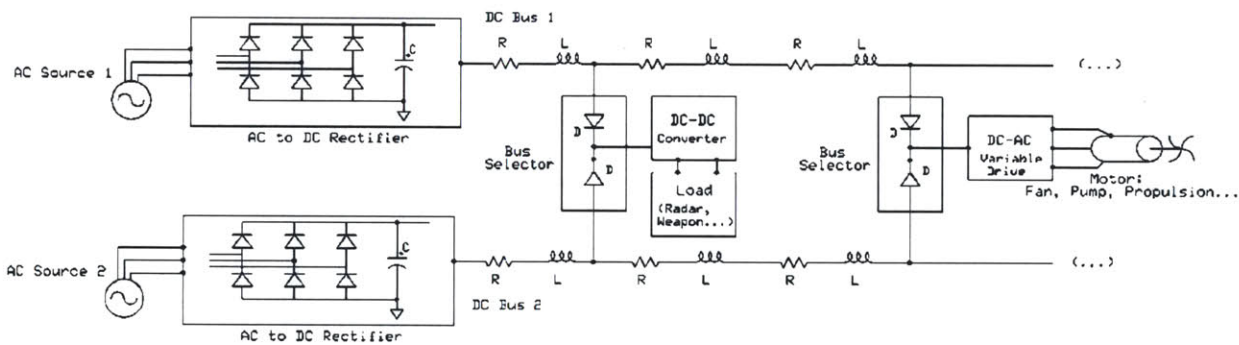 DC Bus 1
R L R L R L
C
AC Source 1
(...)
AC to DC Rectifier
D
DC-DC
Converter
Bus
Selector
D
Load
(Radar,
Weapon...)
D
DC-AC
Variable
Drive
Bus
Selector
D
Motor:
Fan, Pump, Propulsion...
C
AC Source 2
(...)
R L R L R L
DC Bus 2
AC to DC Rectifier